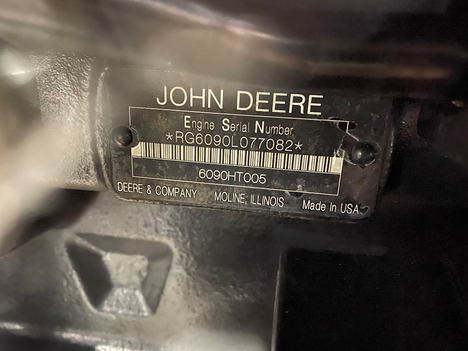 JOHN DEERE
Engine Serial Number
*RG6090L077082*
6090HT005
DEERE & COMPANY MOLINE, ILLINOIS Made In USA